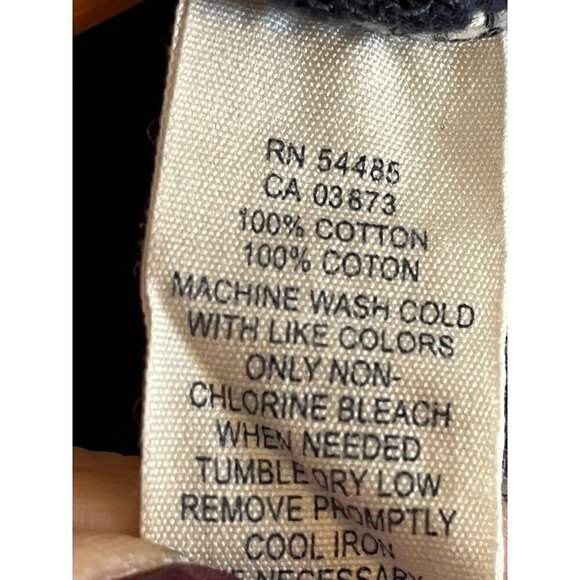 RN 54485
CA 03873
100% COTTON
100% COTON
MACHINE WASH COLD
WITH LIKE COLORS
ONLY NON-
CHLORINE BLEACH
WHEN NEEDED
TUMBLE DRY LOW
REMOVE PROMPTLY
COOL IRON
NECESSARY